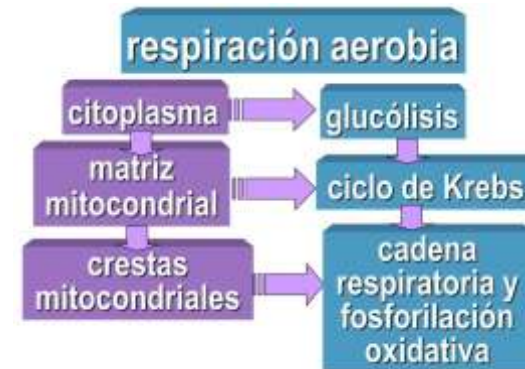 respiración aerobia
citoplasma
glucólisis
matriz
mitocondrial
ciclo de Krebs
crestas
mitocondriales
cadena
respiratoria y
fosforilación
oxidativa